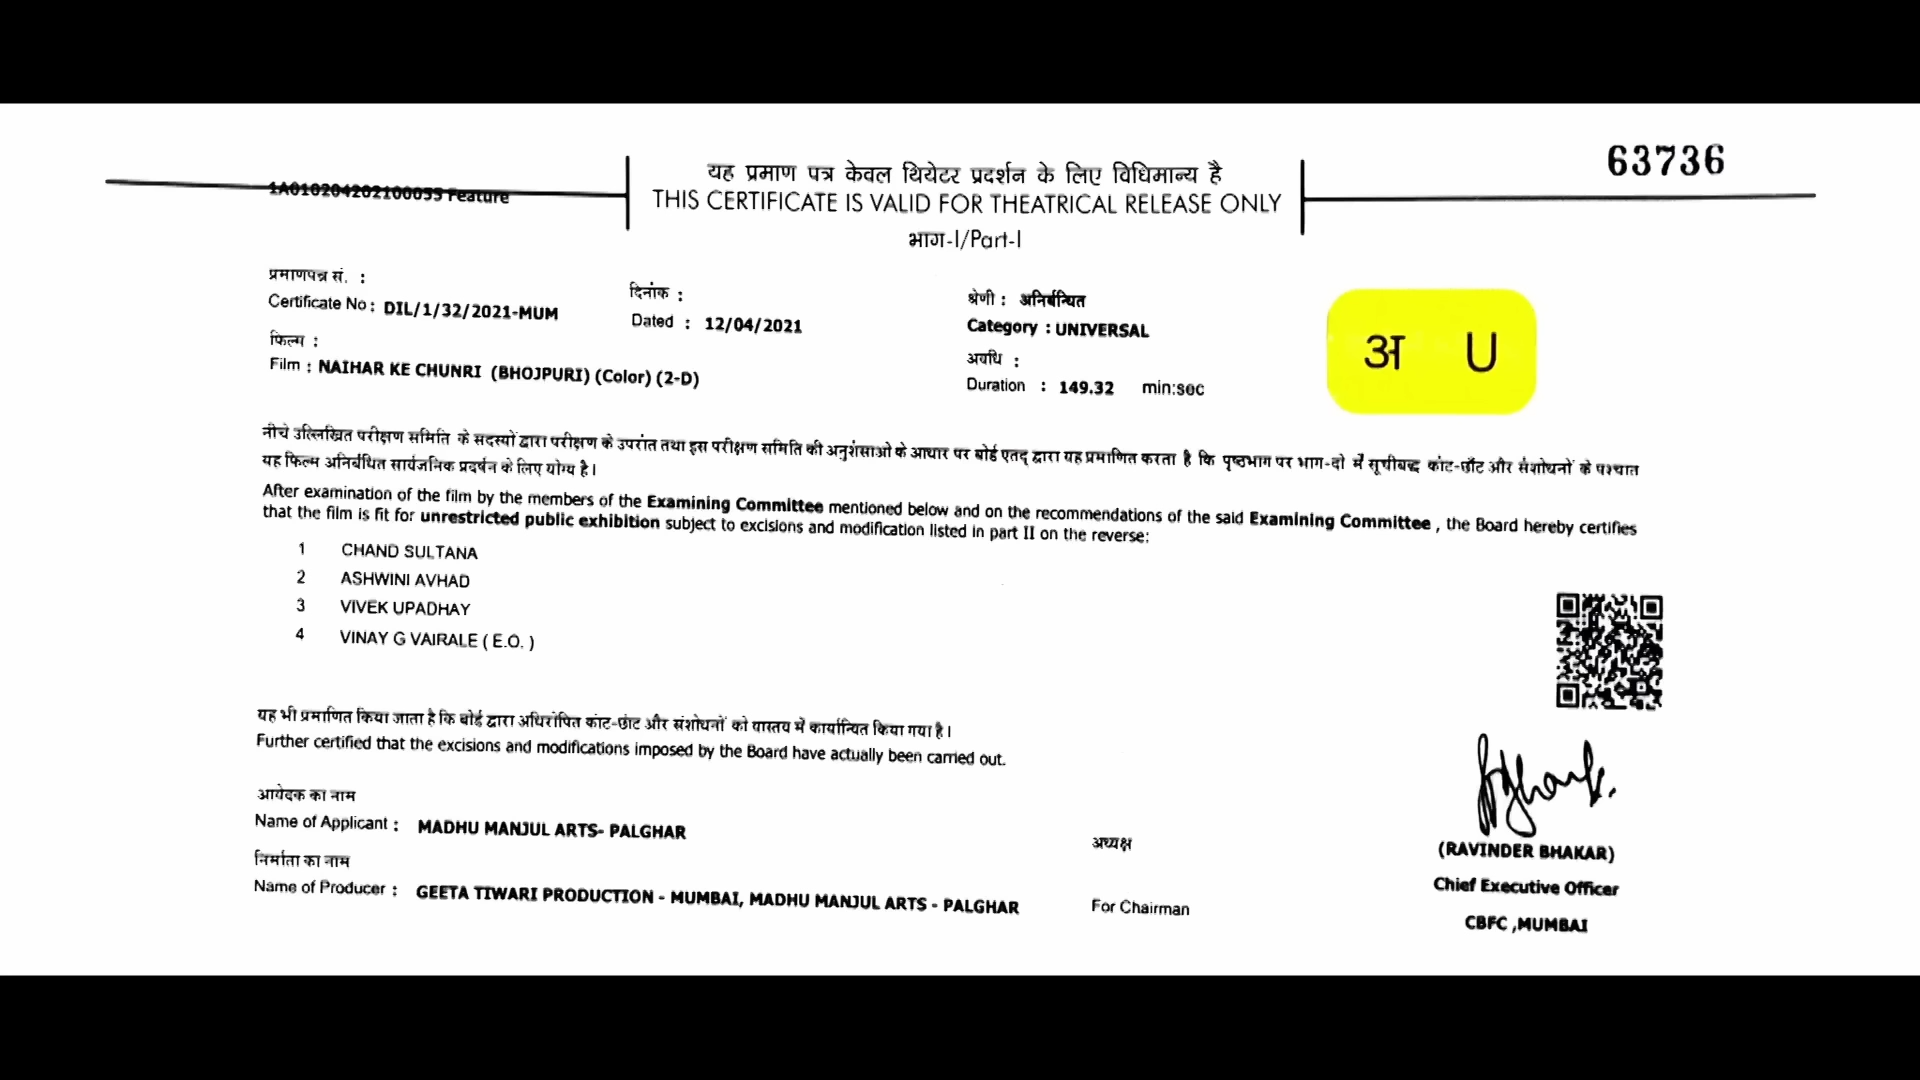 63736
यह प्रमाण पत्र केवल थियेटर प्रदर्शन के लिए विधिमान्य है
1A010204202100055 Feature
THIS CERTIFICATE IS VALID FOR THEATRICAL RELEASE ONLY
भाग-I/Part-I
प्रमाणपत्र सं. :
Certificate No : DIL/1/32/2021-MUM
दिनांक :
Dated : 12/04/2021
श्रेणी : अनिर्बन्धित
Category : UNIVERSAL
अ U
फिल्म :
Film : NAIHAR KE CHUNRI (BHOJPURI) (Color) (2-D)
अवधि :
Duration : 149.32 min:sec
नीचे उल्लिखित परीक्षण समिति के सदस्यों द्वारा परीक्षण के उपरांत तथा इस परीक्षण समिति की अनुशंसाओ के आधार पर बोर्ड एतद् द्वारा यह प्रमाणित करता है कि पृष्ठभाग पर भाग-दो में सूचीबद्ध कांट-छाँट और संशोधनों के पश्चात
यह फिल्म अनिर्बंधित सार्वजनिक प्रदर्षन के लिए योग्य है।
After examination of the film by the members of the Examining Committee mentioned below and on the recommendations of the said Examining Committee , the Board hereby certifies
that the film is fit for unrestricted public exhibition subject to excisions and modification listed in part II on the reverse:
1 CHAND SULTANA
2 ASHWINI AVHAD
3 VIVEK UPADHAY
4 VINAY G VAIRALE ( E.O. )
यह भी प्रमाणित किया जाता है कि बोर्ड द्वारा अधिरोपित कांट-छांट और संशोधनों को वास्तव में कार्यान्वित किया गया है।
Further certified that the excisions and modifications imposed by the Board have actually been carried out.
आवेदक का नाम
Name of Applicant : MADHU MANJUL ARTS- PALGHAR
निर्माता का नाम
Name of Producer : GEETA TIWARI PRODUCTION - MUMBAI, MADHU MANJUL ARTS - PALGHAR
अध्यक्ष
For Chairman
(RAVINDER BHAKAR)
Chief Executive Officer
CBFC ,MUMBAI